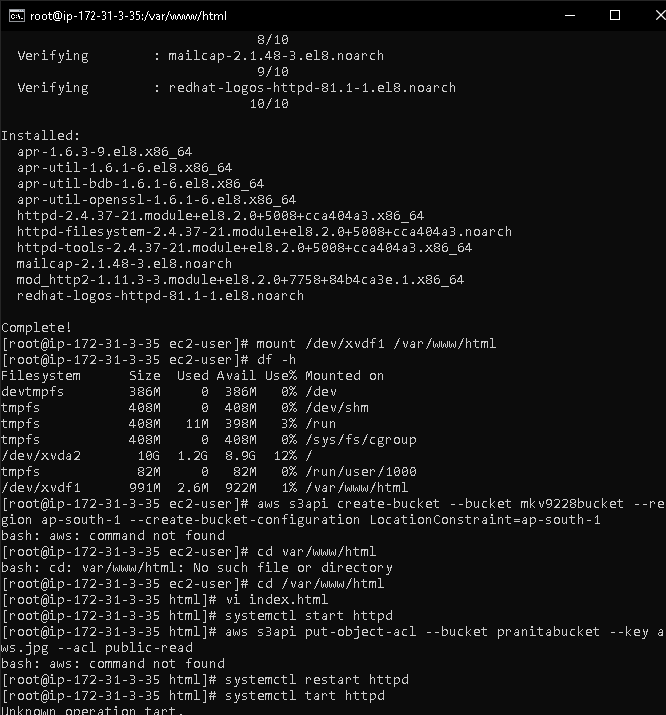 root@ip-172-31-3-35:/var/www/html
8/10
Verifying : mailcap-2.1.48-3.el8.noarch
9/10
Verifying : redhat-logos-httpd-81.1-1.el8.noarch
10/10
Installed:
apr-1.6.3-9.el8.x86_64
apr-util-1.6.1-6.el8.x86_64
apr-util-bdb-1.6.1-6.el8.x86_64
apr-util-openssl-1.6.1-6.el8.x86_64
httpd-2.4.37-21.module+el8.2.0+5008+cca404a3.x86_64
httpd-filesystem-2.4.37-21.module+el8.2.0+5008+cca404a3.noarch
httpd-tools-2.4.37-21.module+el8.2.0+5008+cca404a3.x86_64
mailcap-2.1.48-3.el8.noarch
mod_http2-1.11.3-3.module+el8.2.0+7758+84b4ca3e.1.x86_64
redhat-logos-httpd-81.1-1.el8.noarch
Complete!
[root@ip-172-31-3-35 ec2-user]# mount /dev/xvdf1 /var/www/html
[root@ip-172-31-3-35 ec2-user]# df -h
Filesystem Size Used Avail Use% Mounted on
devtmpfs 386M 0 386M 0% /dev
tmpfs 408M 0 408M 0% /dev/shm
tmpfs 408M 11M 398M 3% /run
tmpfs 408M 0 408M 0% /sys/fs/cgroup
/dev/xvda2 10G 1.2G 8.9G 12% /
tmpfs 82M 0 82M 0% /run/user/1000
/dev/xvdf1 991M 2.6M 922M 1% /var/www/html
[root@ip-172-31-3-35 ec2-user]# aws s3api create-bucket --bucket mkv9228bucket --re
gion ap-south-1 --create-bucket-configuration LocationConstraint=ap-south-1
bash: aws: command not found
[root@ip-172-31-3-35 ec2-user]# cd var/www/html
bash: cd: var/www/html: No such file or directory
[root@ip-172-31-3-35 ec2-user]# cd /var/www/html
[root@ip-172-31-3-35 html]# vi index.html
[root@ip-172-31-3-35 html]# systemctl start httpd
[root@ip-172-31-3-35 html]# aws s3api put-object-acl --bucket pranitabucket --key a
ws.jpg --acl public-read
bash: aws: command not found
[root@ip-172-31-3-35 html]# systemctl restart httpd
[root@ip-172-31-3-35 html]# systemctl tart httpd
Unknown operation tart.